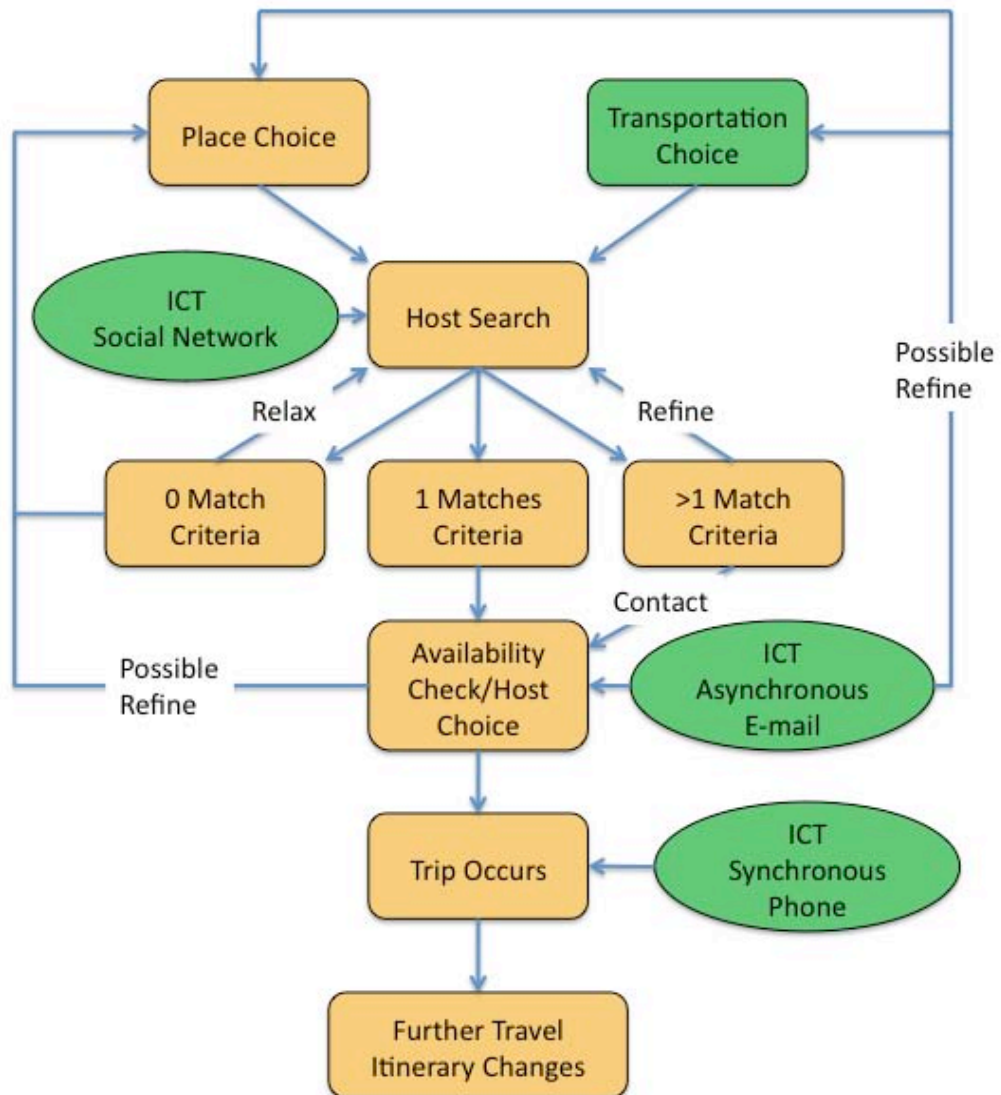 Place Choice
Transportation
Choice
ICT
Social Network
Host Search
Possible
Refine
Relax
Refine
0 Match
Criteria
1 Matches
Criteria
>1 Match
Criteria
Contact
Possible
Refine
Availability
Check/Host
Choice
ICT
Asynchronous
E-mail
Trip Occurs
ICT
Synchronous
Phone
Further Travel
Itinerary Changes